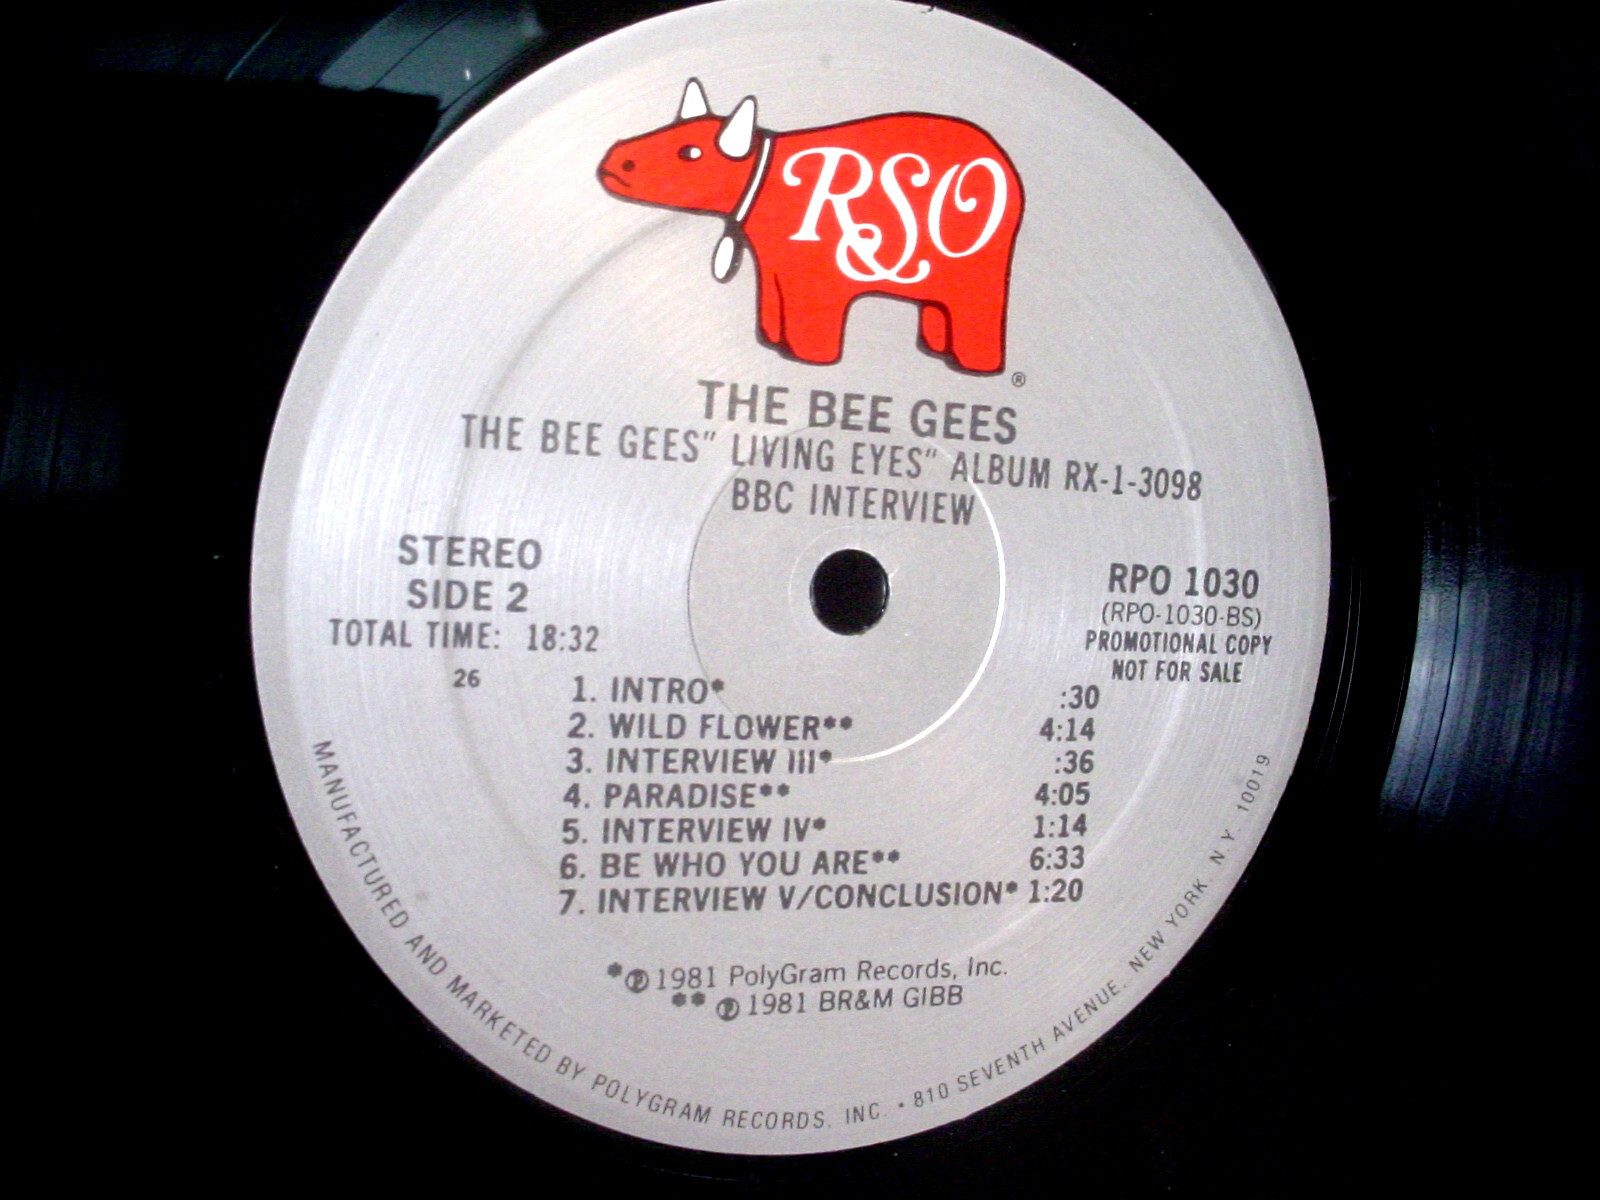 RSO
®
THE BEE GEES
THE BEE GEES" LIVING EYES" ALBUM RX-1-3098
BBC INTERVIEW
STEREO
SIDE 2
TOTAL TIME: 18:32
26
RPO 1030
(RPO-1030-BS)
PROMOTIONAL COPY
NOT FOR SALE
1. INTRO* :30
2. WILD FLOWER** 4:14
3. INTERVIEW III* :36
4. PARADISE** 4:05
5. INTERVIEW IV* 1:14
6. BE WHO YOU ARE** 6:33
7. INTERVIEW V/CONCLUSION* 1:20
*℗ 1981 PolyGram Records, Inc.
** ℗ 1981 BR&M GIBB
MANUFACTURED AND MARKETED BY POLYGRAM RECORDS, INC. • 810 SEVENTH AVENUE, NEW YORK, N.Y. 10019